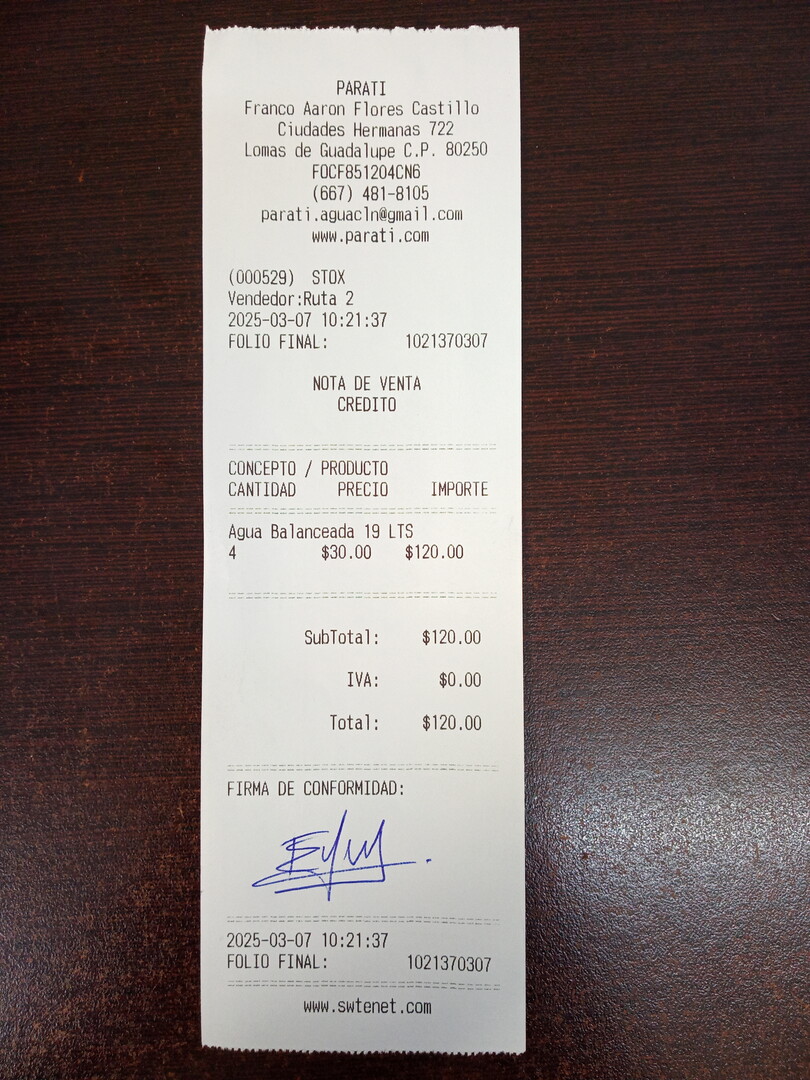 PARATI
Franco Aaron Flores Castillo
Ciudades Hermanas 722
Lomas de Guadalupe C.P. 80250
FOCF851204CN6
(667) 481-8105
parati.aguacln@gmail.com
www.parati.com
(000529) STOX
Vendedor:Ruta 2
2025-03-07 10:21:37
FOLIO FINAL: 1021370307
NOTA DE VENTA
CREDITO
CONCEPTO / PRODUCTO
CANTIDAD PRECIO IMPORTE
Agua Balanceada 19 LTS
4 $30.00 $120.00
SubTotal: $120.00
IVA: $0.00
Total: $120.00
FIRMA DE CONFORMIDAD:
2025-03-07 10:21:37
FOLIO FINAL: 1021370307
www.swtenet.com